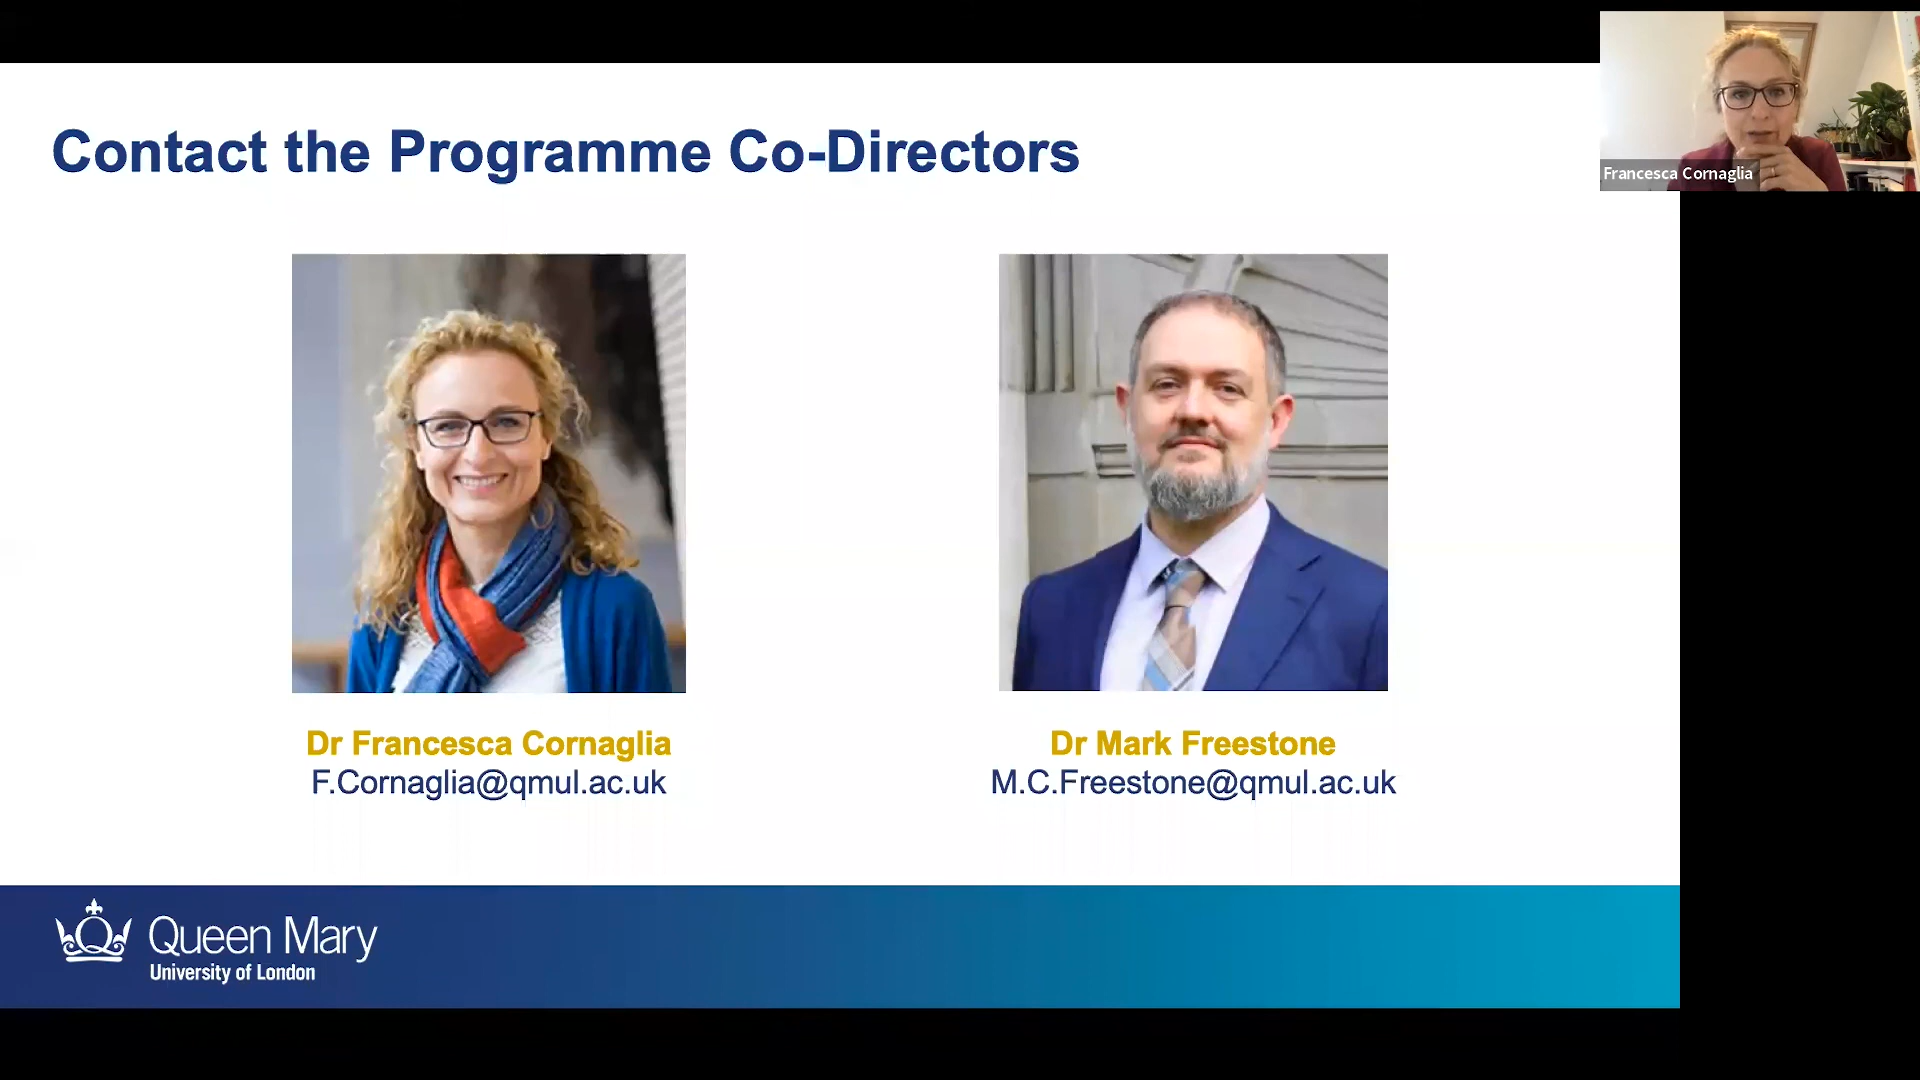 Contact the Programme Co-Directors
Francesca Cornaglia
Dr Francesca Cornaglia
F.Cornaglia@qmul.ac.uk
Dr Mark Freestone
M.C.Freestone@qmul.ac.uk
Queen Mary
University of London